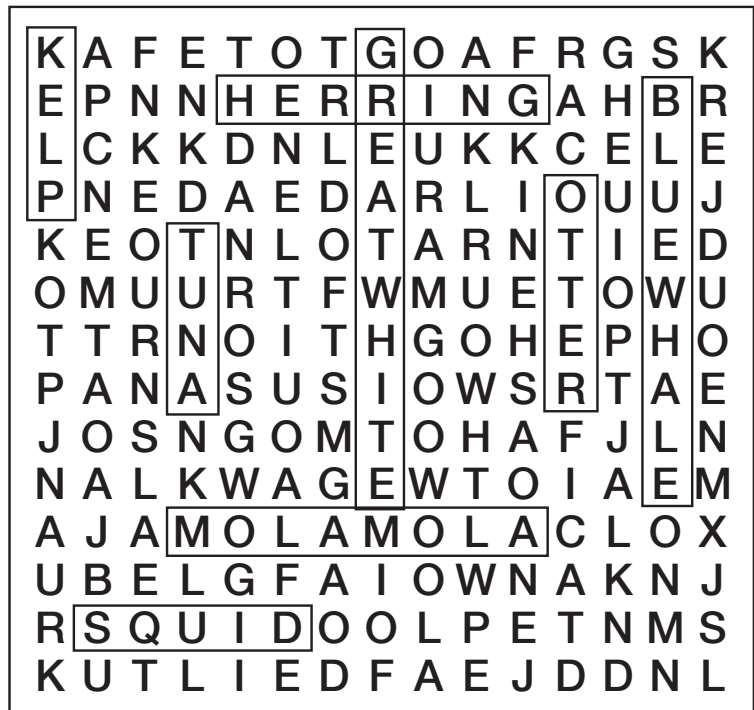 K A F E T O T G O A F R G S K
E P N N H E R R I N G A H B R
L C K K D N L E U K K C E L E
P N E D A E D A R L I O U U J
K E O T N L O T A R N T I E D
O M U U R T F W M U E T O W U
T T R N O I T H G O H E P H O
P A N A S U S I O W S R T A E
J O S N G O M T O H A F J L N
N A L K W A G E W T O I A E M
A J A M O L A M O L A C L O X
U B E L G F A I O W N A K N J
R S Q U I D O O L P E T N M S
K U T L I E D F A E J D D N L